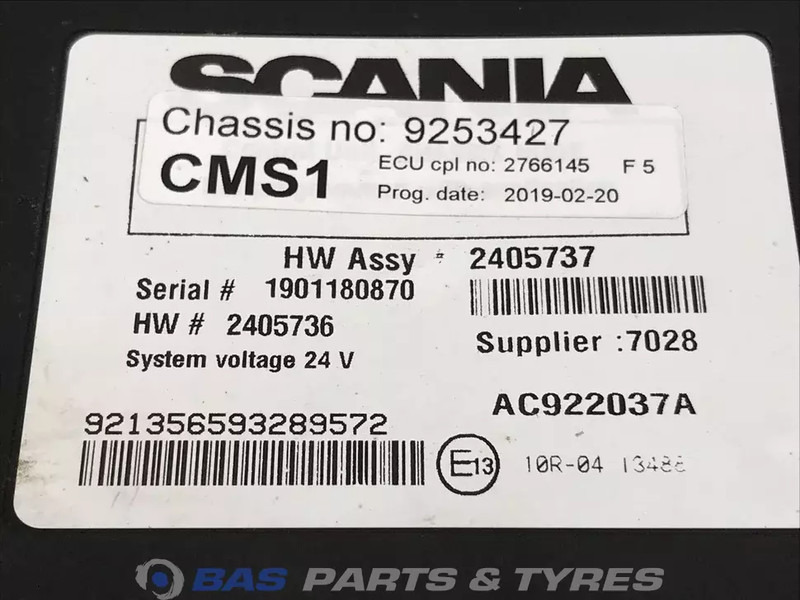 SCANIA
Chassis no: 9253427
CMS1 ECU cpl no: 2766145 F 5
Prog. date: 2019-02-20
HW Assy 2405737
Serial # 1901180870
HW # 2405736
Supplier :7028
System voltage 24 V
AC922037A
921356593289572
E13 10R-04 13488
BAS PARTS & TYRES